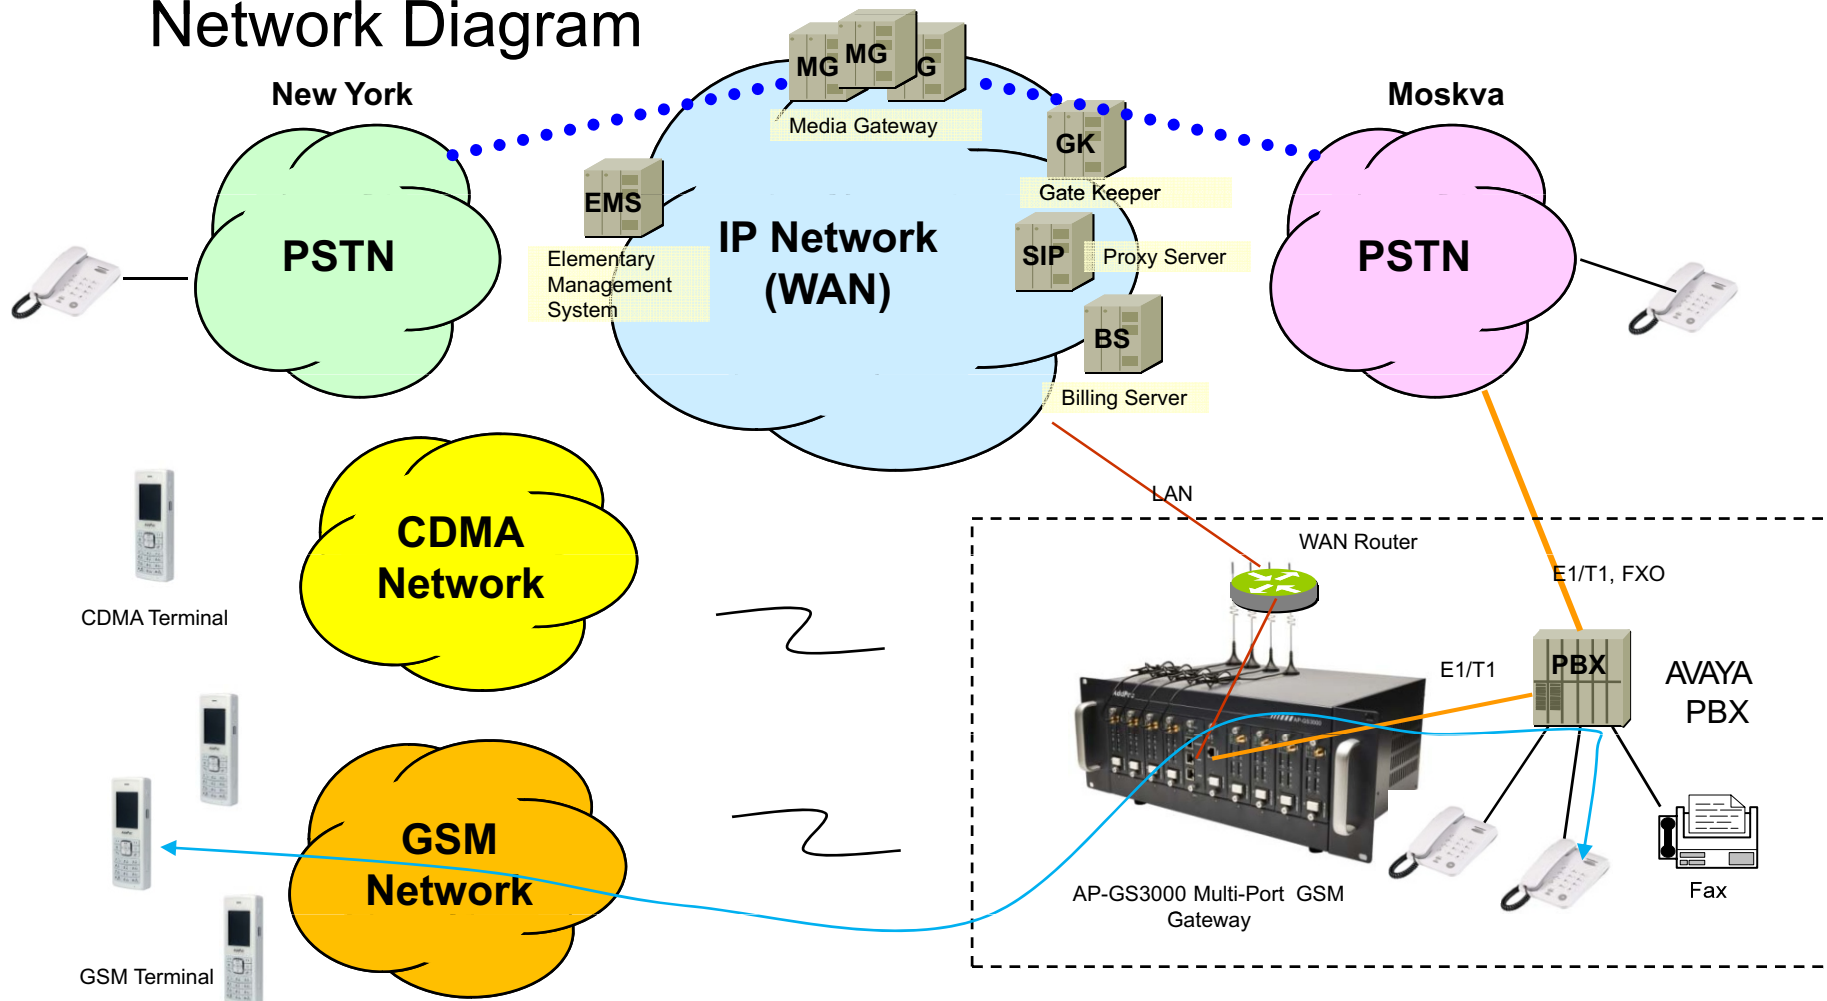 Network Diagram
New York
Moskva
MG
MG
G
Media Gateway
GK
Gate Keeper
EMS
Elementary
Management
System
IP Network
(WAN)
SIP
Proxy Server
BS
Billing Server
PSTN
PSTN
LAN
WAN Router
E1/T1, FXO
CDMA
Network
CDMA Terminal
E1/T1
PBX
AVAYA
PBX
AP-GS3000
GSM
Network
GSM Terminal
AP-GS3000 Multi-Port GSM
Gateway
Fax